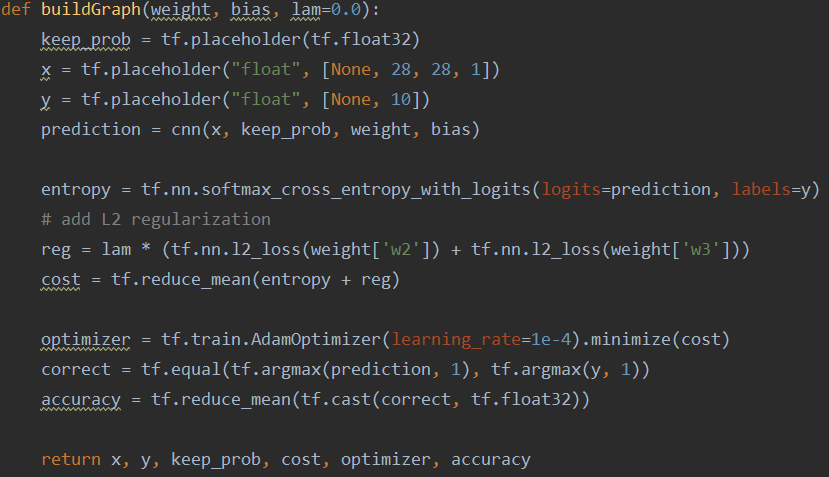 def buildGraph(weight, bias, lam=0.0):
    keep_prob = tf.placeholder(tf.float32)
    x = tf.placeholder("float", [None, 28, 28, 1])
    y = tf.placeholder("float", [None, 10])
    prediction = cnn(x, keep_prob, weight, bias)

    entropy = tf.nn.softmax_cross_entropy_with_logits(logits=prediction, labels=y)
    # add L2 regularization
    reg = lam * (tf.nn.l2_loss(weight['w2']) + tf.nn.l2_loss(weight['w3']))
    cost = tf.reduce_mean(entropy + reg)

    optimizer = tf.train.AdamOptimizer(learning_rate=1e-4).minimize(cost)
    correct = tf.equal(tf.argmax(prediction, 1), tf.argmax(y, 1))
    accuracy = tf.reduce_mean(tf.cast(correct, tf.float32))

    return x, y, keep_prob, cost, optimizer, accuracy